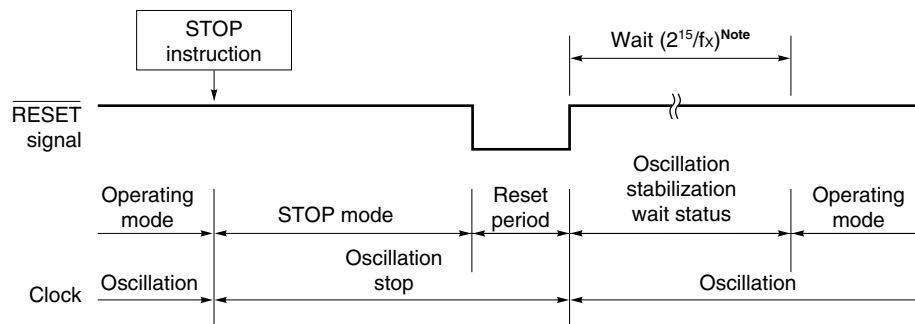 STOP
instruction
Wait (2¹⁵/fx)ᴺᵒᵗᵉ
RESET
signal
Operating
mode
STOP mode
Reset
period
Oscillation
stabilization
wait status
Operating
mode
Clock
Oscillation
Oscillation
stop
Oscillation